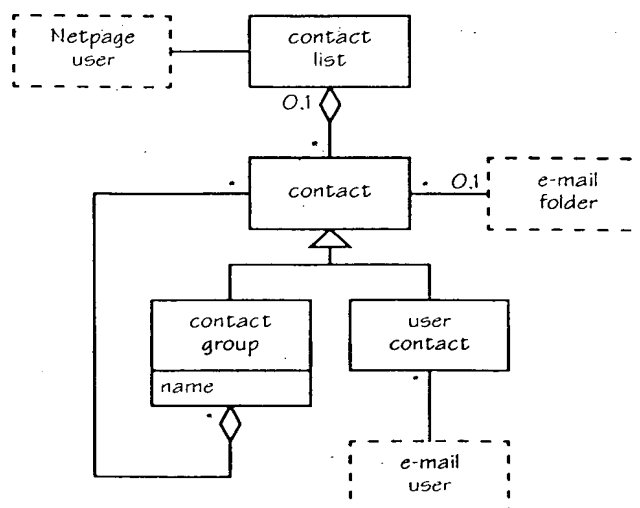 Netpage
user
contact
list
0.1
*
* contact * 0.1
e-mail
folder
contact
group
name
*
user
contact
*
e-mail
user